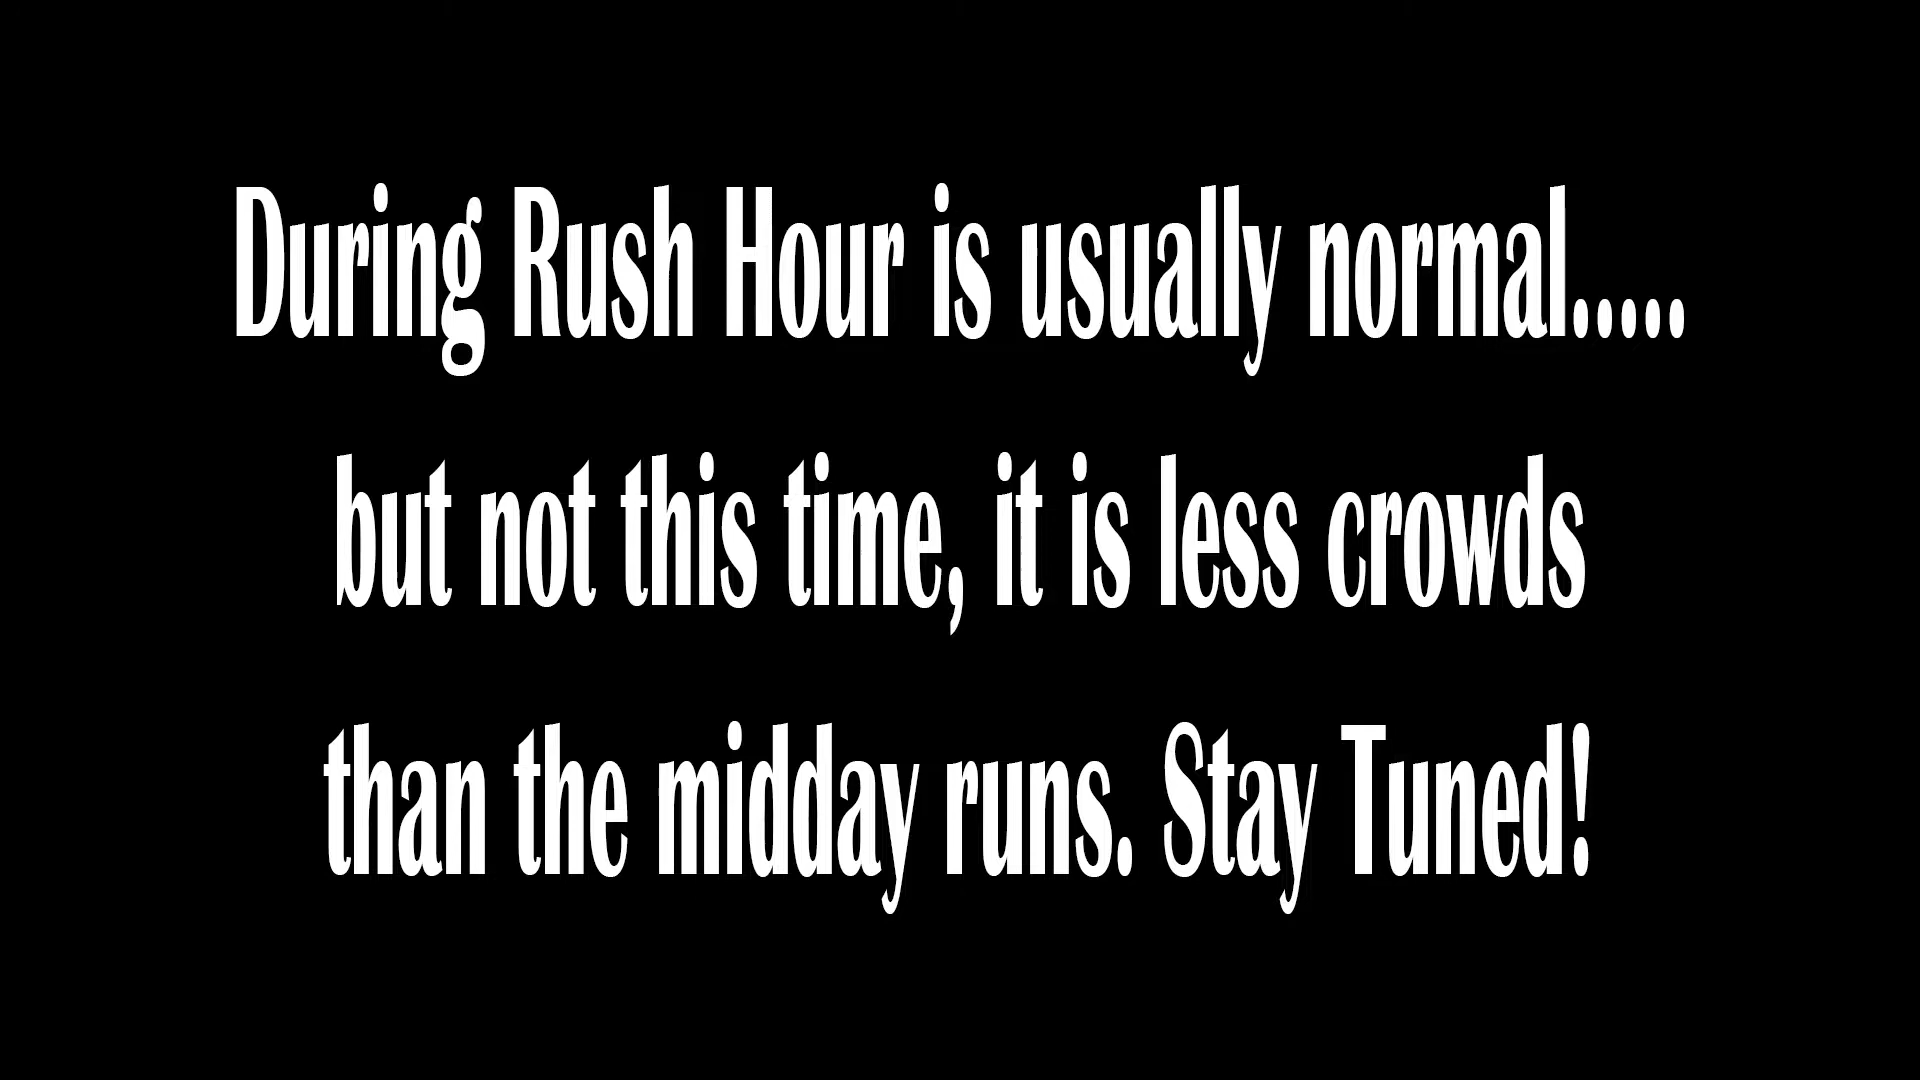 During Rush Hour is usually normal.....
but not this time, it is less crowds
than the midday runs. Stay Tuned!